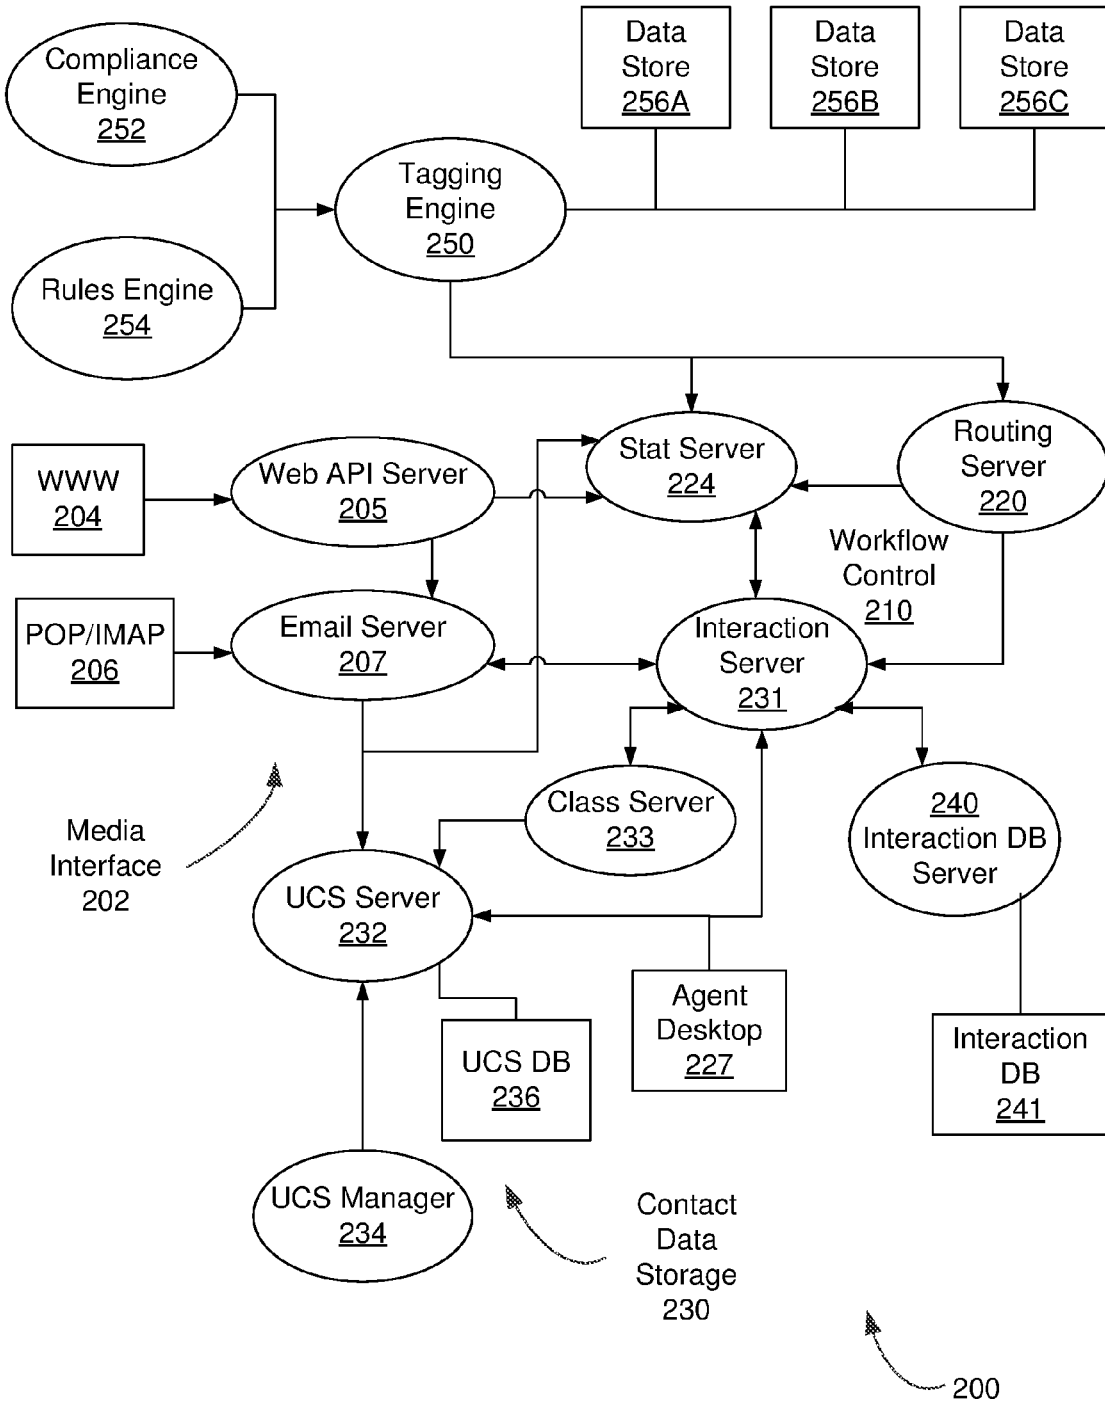 Compliance
Engine
252
Data
Store
256A
Data
Store
256B
Data
Store
256C
Tagging
Engine
250
Rules Engine
254
WWW
204
Web API Server
205
Stat Server
224
Routing
Server
220
Workflow
Control
210
POP/IMAP
206
Email Server
207
Interaction
Server
231
Media
Interface
202
Class Server
233
240
Interaction DB
Server
UCS Server
232
Agent
Desktop
227
UCS DB
236
Interaction
DB
241
UCS Manager
234
Contact
Data
Storage
230
200